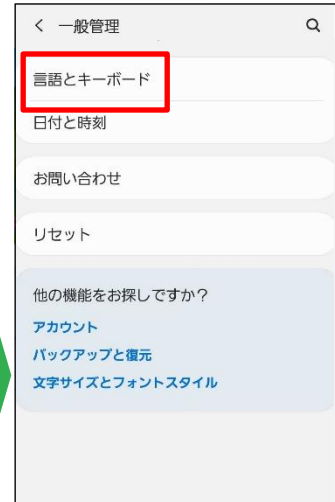 一般管理
言語とキーボード
日付と時刻
お問い合わせ
リセット
他の機能をお探しですか？
アカウント
バックアップと復元
文字サイズとフォントスタイル